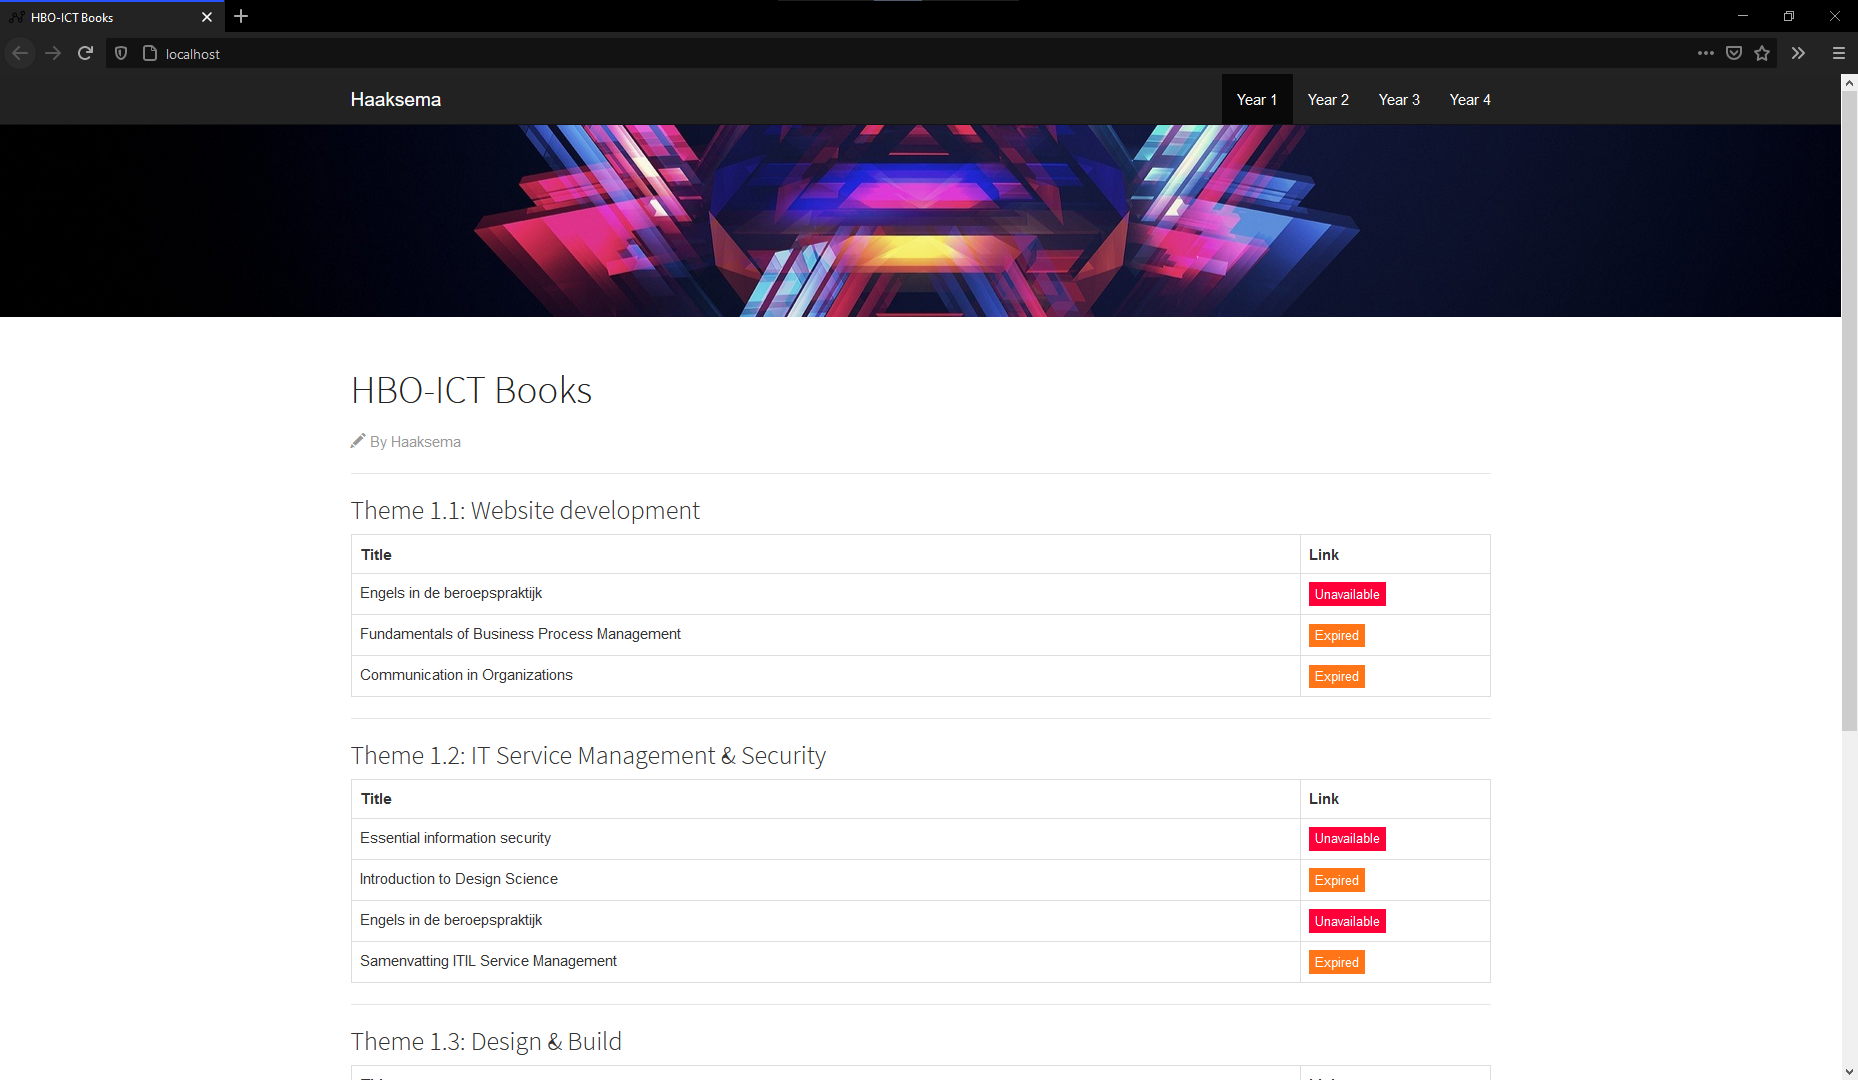 HBO-ICT Books
localhost
Haaksema
Year 1 Year 2 Year 3 Year 4
HBO-ICT Books
By Haaksema
Theme 1.1: Website development
Title Link
Engels in de beroepspraktijk Unavailable
Fundamentals of Business Process Management Expired
Communication in Organizations Expired
Theme 1.2: IT Service Management & Security
Title Link
Essential information security Unavailable
Introduction to Design Science Expired
Engels in de beroepspraktijk Unavailable
Samenvatting ITIL Service Management Expired
Theme 1.3: Design & Build